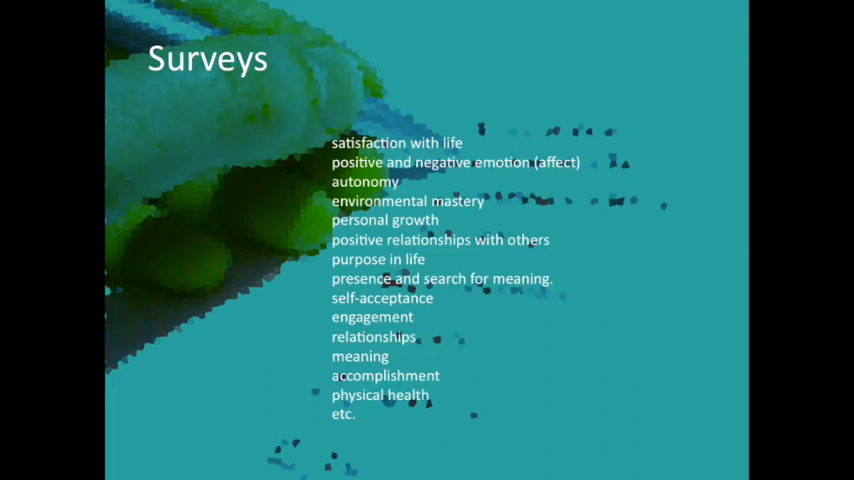 Surveys
satisfaction with life
positive and negative emotion (affect)
autonomy
environmental mastery
personal growth
positive relationships with others
purpose in life
presence and search for meaning.
self-acceptance
engagement
relationships
meaning
accomplishment
physical health
etc.